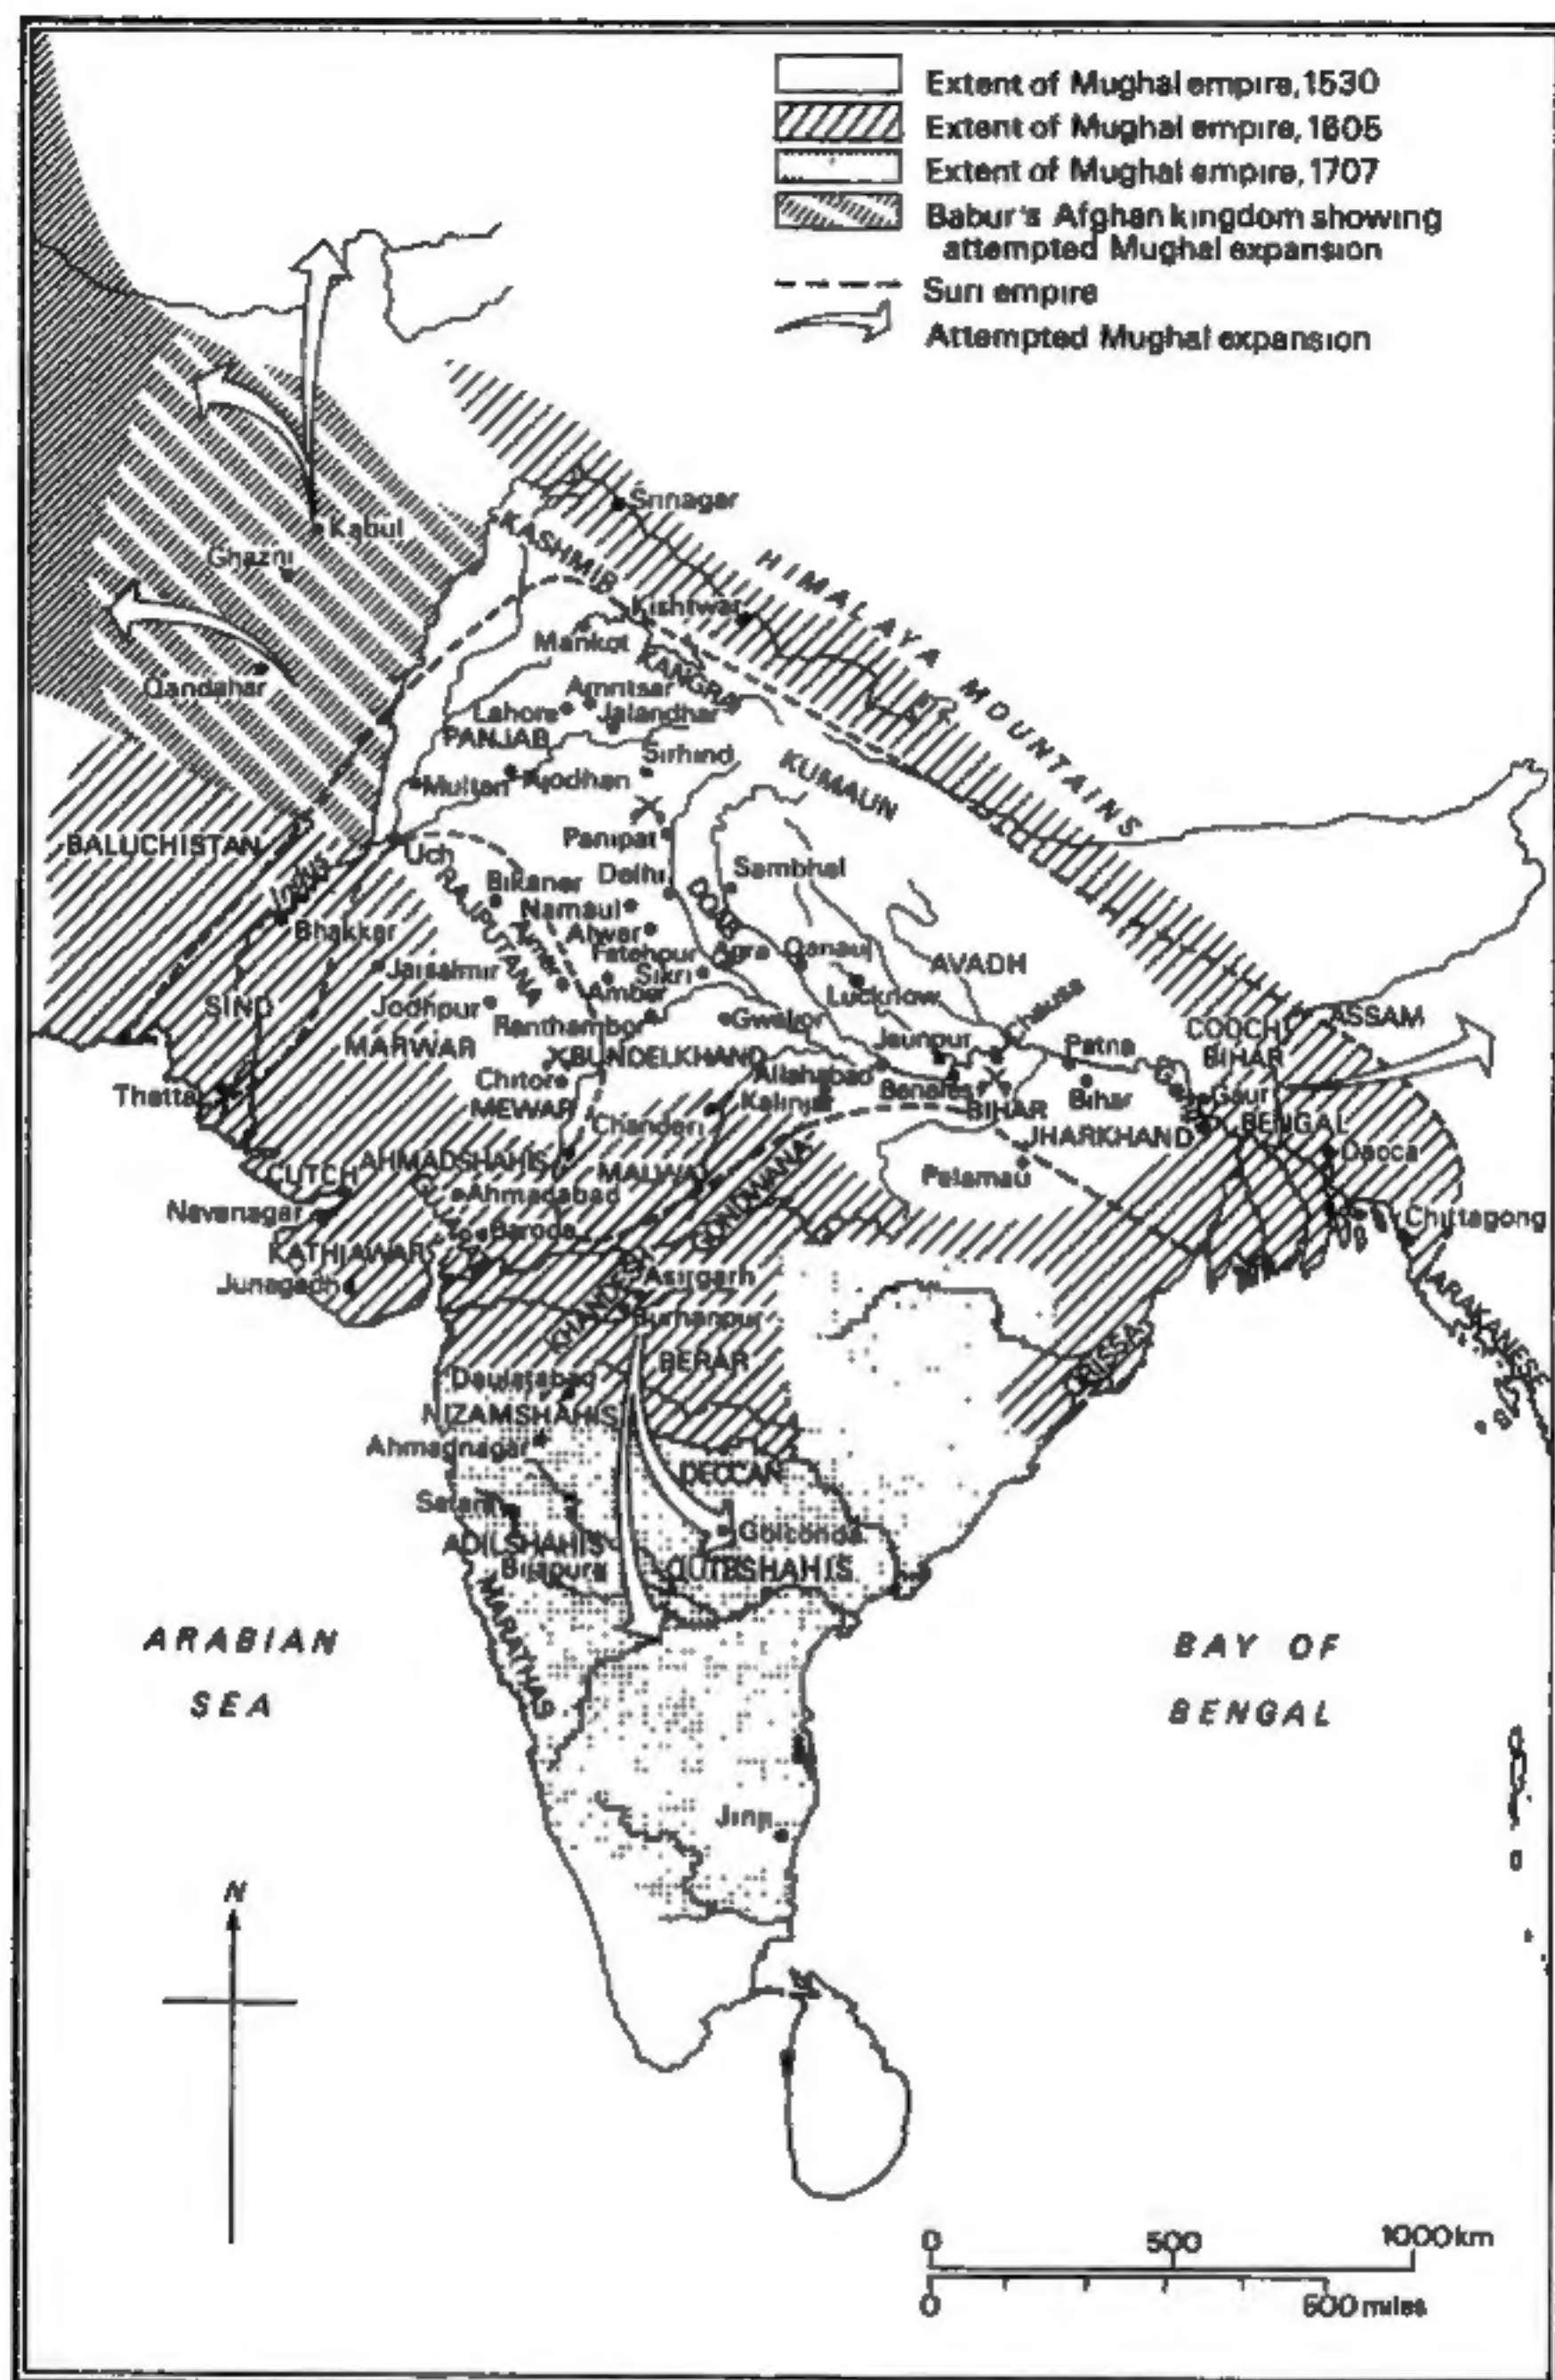 Extent of Mughal empire, 1530
Extent of Mughal empire, 1605
Extent of Mughal empire, 1707
Babur's Afghan kingdom showing
attempted Mughal expansion
Suri empire
Attempted Mughal expansion
Srinagar
KASHMIR
Kabul
Ghazni
HIMALAYA MOUNTAINS
Kishtwar
Mankot
KANGRA
Qandahar
Amritsar
Lahore
Jalandhar
PANJAB
Sirhind
Multan
Ajodhan
KUMAUN
Panipat
BALUCHISTAN
Uch
Indus
RAJPUTANA
Bikaner
Delhi
Sambhal
DOAB
Narnaul
Alwar
Bhakkar
Ajmer
Fatehpur
Sikri
Agra
Qanauj
AVADH
Jaisalmir
Amber
Lucknow
SIND
Jodhpur
Ranthambor
Gwalior
Chausa
ASSAM
COOCH
BIHAR
MARWAR
BUNDELKHAND
Jaunpur
Patna
Chitor
Allahabad
Benares
Bihar
Gaur
Thatta
MEWAR
Kalinjar
BIHAR
Chanderi
BENGAL
JHARKHAND
Dacca
CUTCH
AHMADSHAHIS
MALWA
GONDWANA
Palamau
Ahmadabad
Navanagar
Baroda
Chittagong
KATHIAWAR
Junagadh
Asirgarh
KHANDESH
Burhanpur
ARAKANESE
BERAR
ORISSA
Daulatabad
NIZAMSHAHIS
Ahmadnagar
DECCAN
Satara
Golconda
ADILSHAHIS
Bijapura
QUTBSHAHIS
MARATHAS
ARABIAN
SEA
BAY OF
BENGAL
Jinji
N
0 500 1000km
0 500 miles